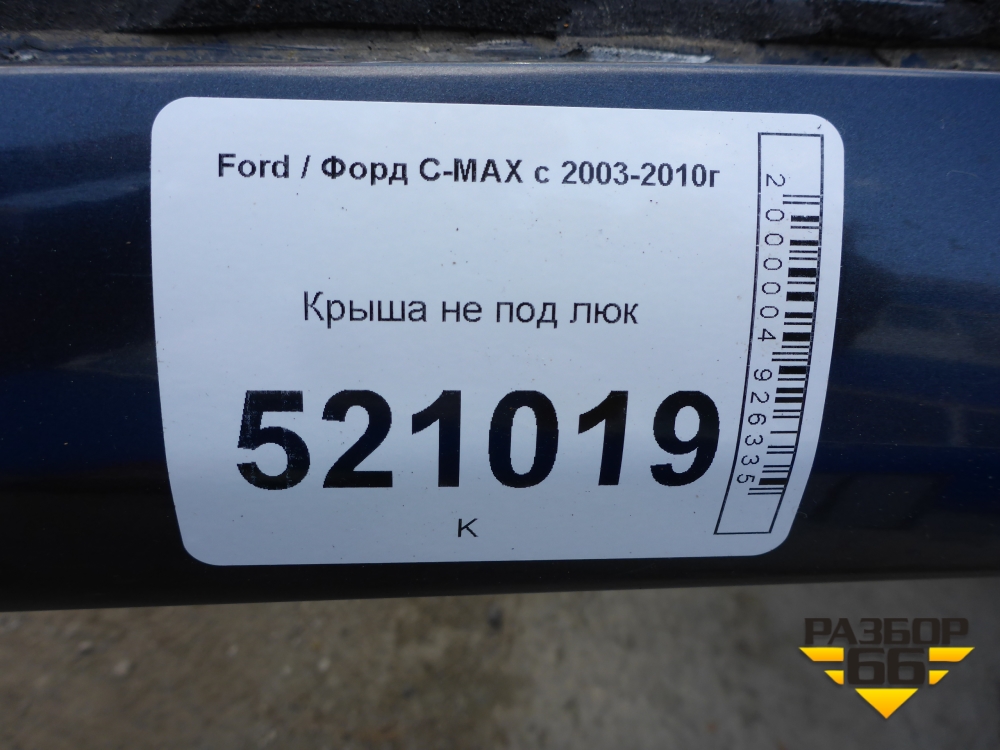 Ford / Форд C-MAX с 2003-2010г
Крыша не под люк
521019
К
2000004926335
РАЗБОР
66